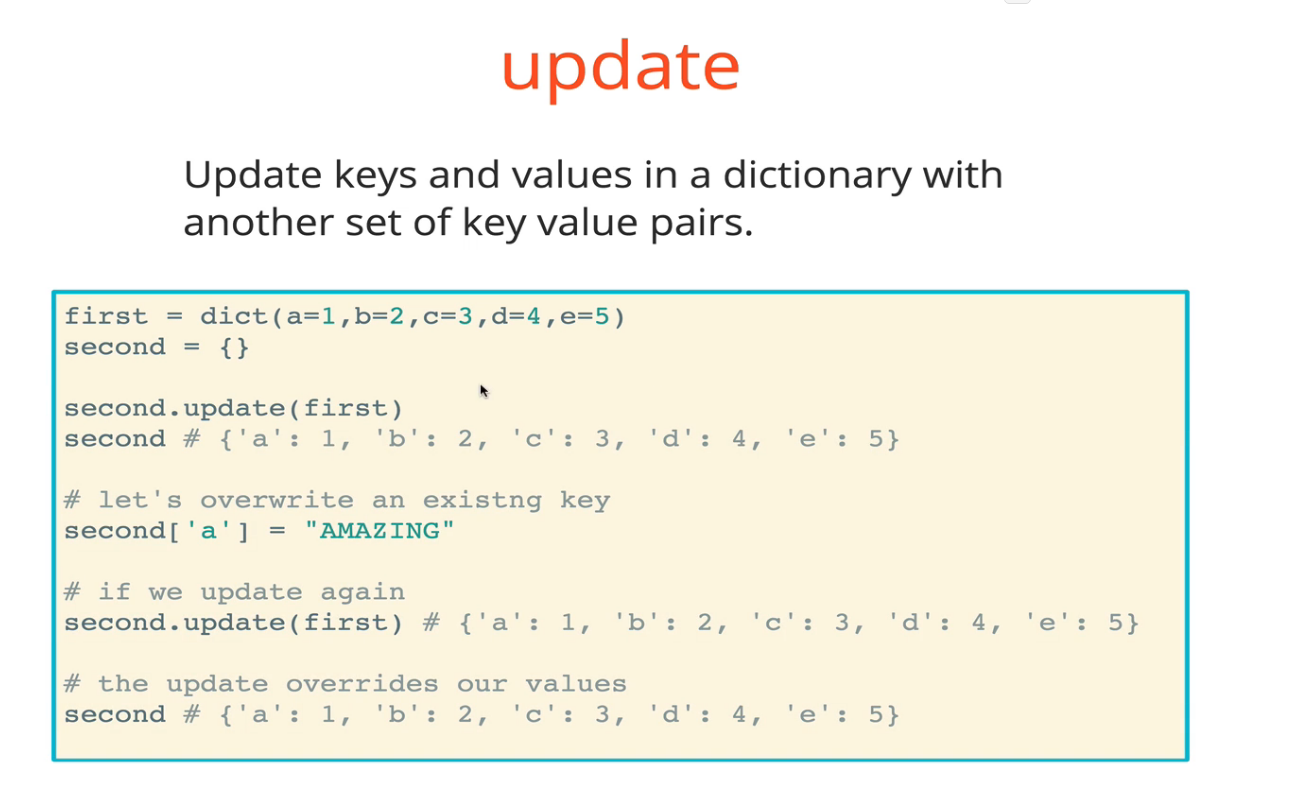 update
Update keys and values in a dictionary with
another set of key value pairs.
first = dict(a=1,b=2,c=3,d=4,e=5)
second = {}
second.update(first)
second # {'a': 1, 'b': 2, 'c': 3, 'd': 4, 'e': 5}
# let's overwrite an existng key
second['a'] = "AMAZING"
# if we update again
second.update(first) # {'a': 1, 'b': 2, 'c': 3, 'd': 4, 'e': 5}
# the update overrides our values
second # {'a': 1, 'b': 2, 'c': 3, 'd': 4, 'e': 5}